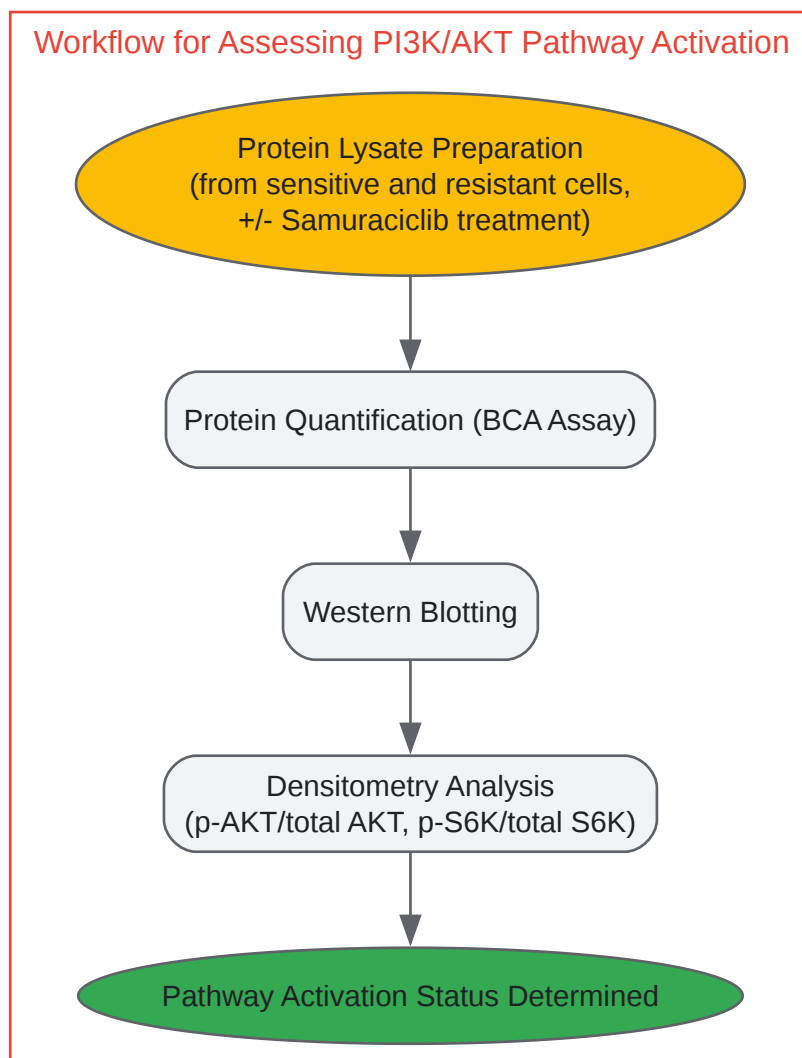 Workflow for Assessing PI3K/AKT Pathway Activation
Protein Lysate Preparation
(from sensitive and resistant cells,
+/- Samuraciclib treatment)
Protein Quantification (BCA Assay)
Western Blotting
Densitometry Analysis
(p-AKT/total AKT, p-S6K/total S6K)
Pathway Activation Status Determined